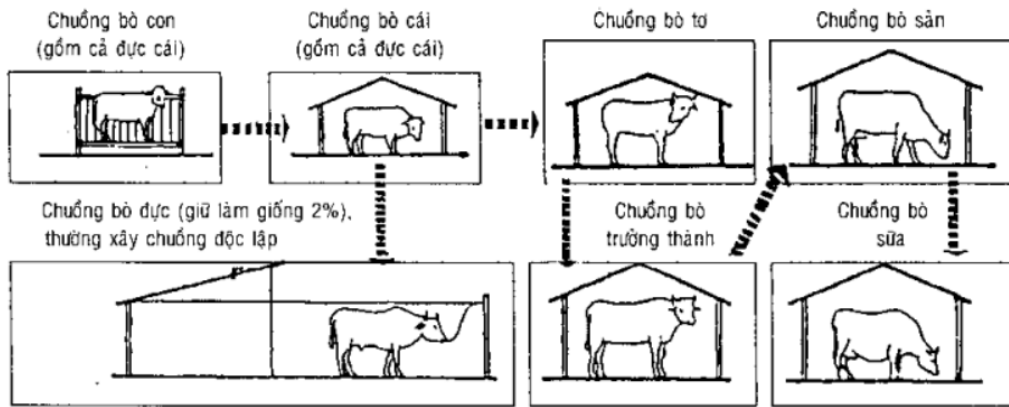 Chuồng bò con
(gồm cả đực cái)
Chuồng bò cái
(gồm cả đực cái)
Chuồng bò tơ
Chuồng bò sản
Chuồng bò đực (giữ làm giống 2%),
thường xây chuồng độc lập
Chuồng bò
trưởng thành
Chuồng bò
sữa